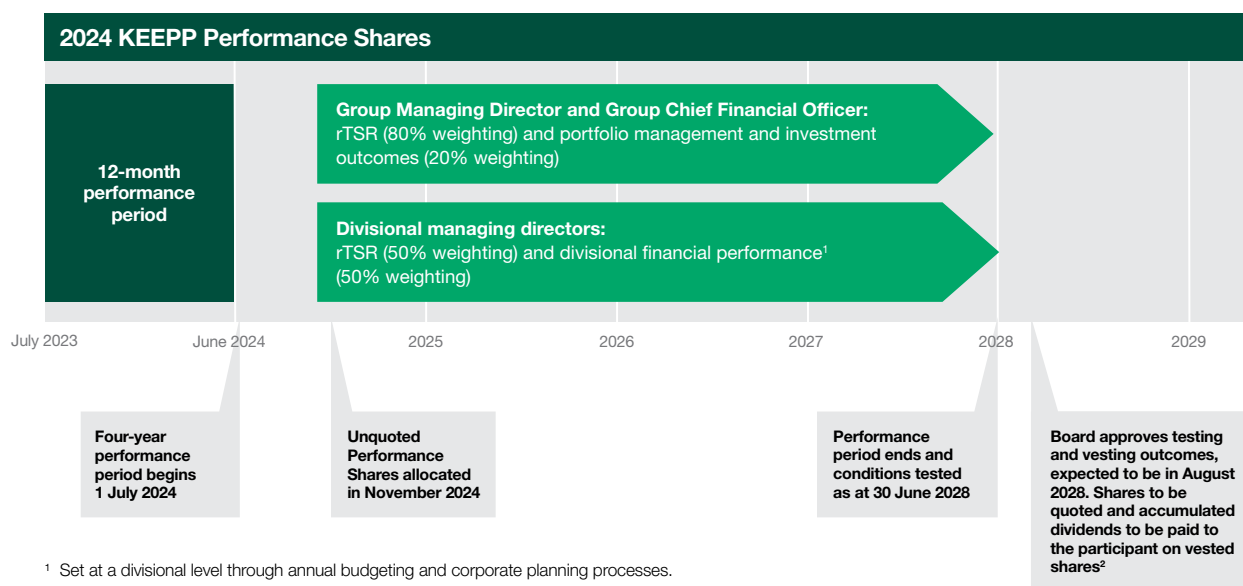 2024 KEEPP Performance Shares
12-month
performance
period
Group Managing Director and Group Chief Financial Officer:
rTSR (80% weighting) and portfolio management and investment
outcomes (20% weighting)
Divisional managing directors:
rTSR (50% weighting) and divisional financial performance¹
(50% weighting)
July 2023
June 2024
2025
2026
2027
2028
2029
Four-year
performance
period begins
1 July 2024
Unquoted
Performance
Shares allocated
in November 2024
Performance
period ends and
conditions tested
as at 30 June 2028
Board approves testing
and vesting outcomes,
expected to be in August
2028. Shares to be
quoted and accumulated
dividends to be paid to
the participant on vested
shares²
¹ Set at a divisional level through annual budgeting and corporate planning processes.